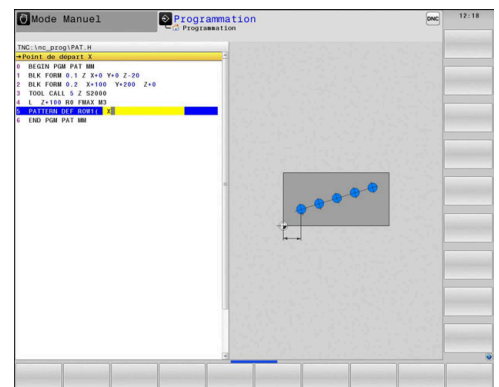 Mode Manuel
Programmation
Programmation
DNC
12:18
TNC:\nc_prog\PAT.H
→Point de départ X
0 BEGIN PGM PAT MM
1 BLK FORM 0.1 Z X+0 Y+0 Z-20
2 BLK FORM 0.2 X+100 Y+200 Z+0
3 TOOL CALL 5 Z S2000
4 L Z+100 R0 FMAX M3
5 PATTERN DEF ROW1( X
6 END PGM PAT MM